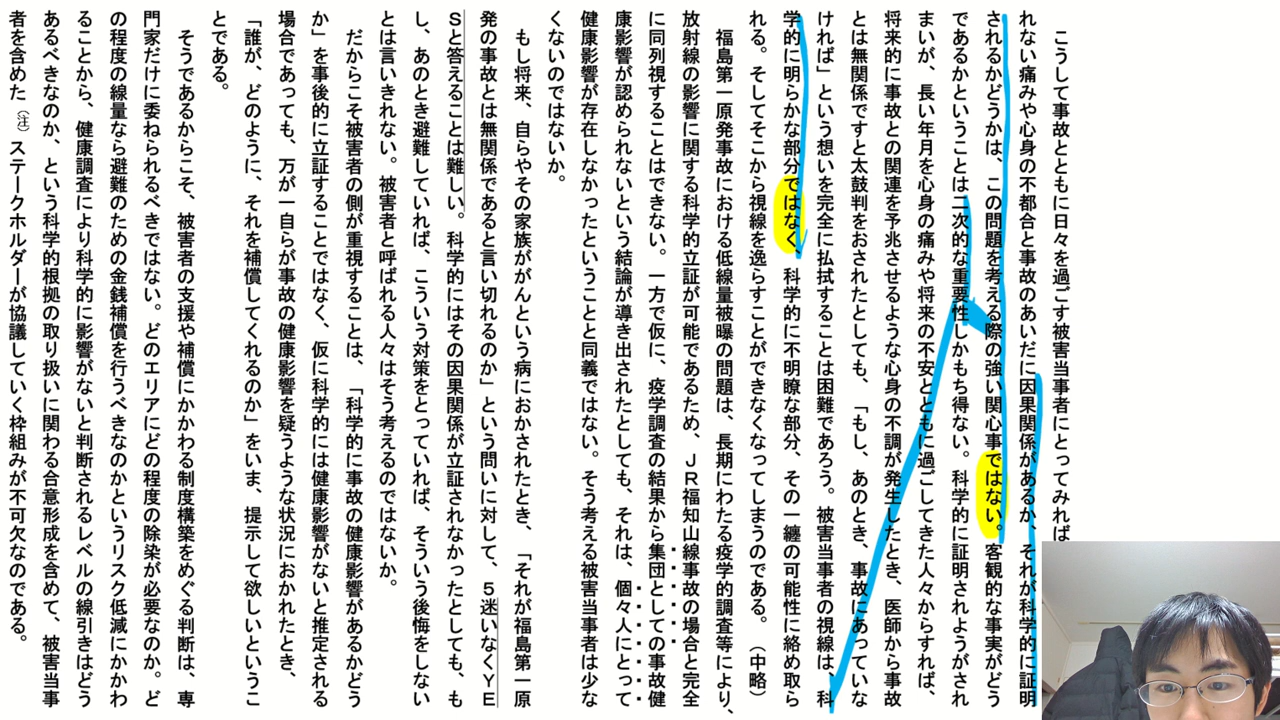 こうして事故とともに日々を過ごす被害当事者にとってみれば
れない痛みや心身の不都合と事故のあいだに因果関係があるか、それが科学的に証明
されるかどうかは、この問題を考える際の強い関心事ではない。客観的な事実がどう
であるかということは二次的な重要性しかもち得ない。科学的に証明されようがされ
まいが、長い年月を心身の痛みや将来の不安とともに過ごしてきた人々からすれば、
将来的に事故との関連を予兆させるような心身の不調が発生したとき、医師から事故
とは無関係ですと太鼓判をおされたとしても、「もし、あのとき、事故にあっていな
ければ」という想いを完全に払拭することは困難であろう。被害当事者の視線は、科
学的に明らかな部分ではなく、科学的に不明瞭な部分、その一纏の可能性に絡め取ら
れる。そしてそこから視線を逸らすことができなくなってしまうのである。（中略）
福島第一原発事故における低線量被曝の問題は、長期にわたる疫学的調査等により、
放射線の影響に関する科学的立証が可能であるため、ＪＲ福知山線事故の場合と完全
に同列視することはできない。一方で仮に、疫学調査の結果から集団としての事故健
康影響が認められないという結論が導き出されたとしても、それは、個々人にとって
健康影響が存在しなかったということと同義ではない。そう考える被害当事者は少な
くないのではないか。
もし将来、自らやその家族ががんという病におかされたとき、「それが福島第一原
発の事故とは無関係であると言い切れるのか」という問いに対して、５迷いなくＹＥ
Ｓと答えることは難しい。科学的にはその因果関係が立証されなかったとしても、も
し、あのとき避難していれば、こういう対策をとっていれば、そういう後悔をしない
とは言いきれない。被害者と呼ばれる人々はそう考えるのではないか。
だからこそ被害者の側が重視することは、「科学的に事故の健康影響があるかどう
か」を事後的に立証することではなく、仮に科学的には健康影響がないと推定される
場合であっても、万が一自らが事故の健康影響を疑うような状況におかれたとき、
「誰が、どのように、それを補償してくれるのか」をいま、提示して欲しいというこ
とである。
そうであるからこそ、被害者の支援や補償にかかわる制度構築をめぐる判断は、専
門家だけに委ねられるべきではない。どのエリアにどの程度の除染が必要なのか。ど
の程度の線量なら避難のための金銭補償を行うべきなのかというリスク低減にかかわ
ることから、健康調査により科学的に影響がないと判断されるレベルの線引きはどう
あるべきなのか、という科学的根拠の取り扱いに関わる合意形成を含めて、被害当事
者を含めた（注）ステークホルダーが協議していく枠組みが不可欠なのである。